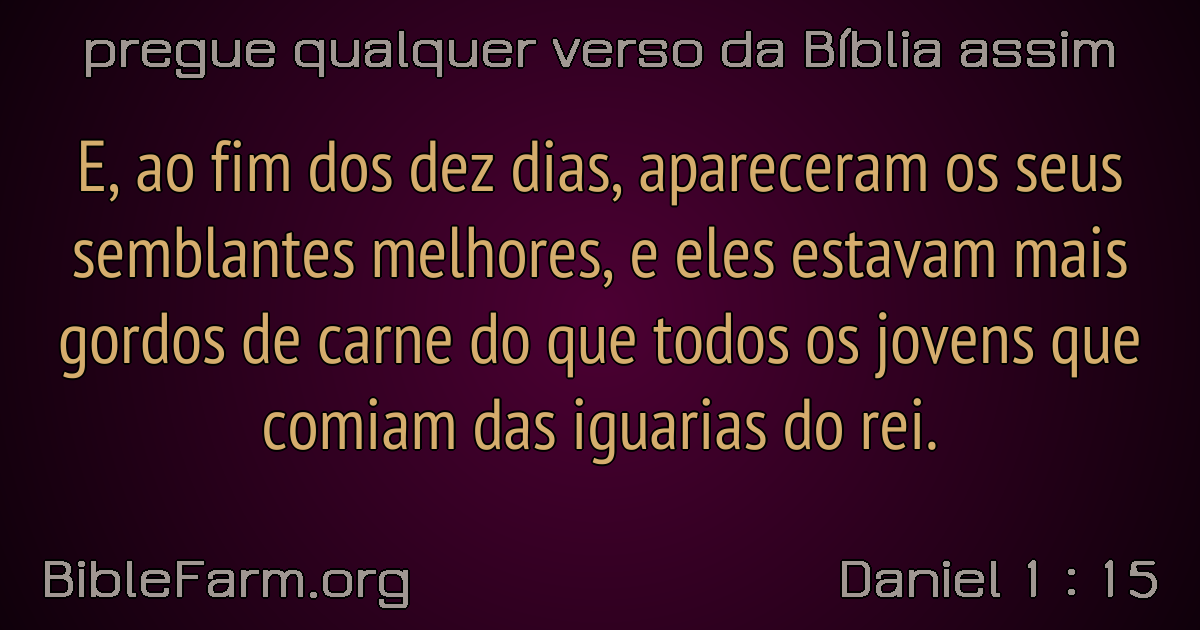 pregue qualquer verso da Bíblia assim
E, ao fim dos dez dias, apareceram os seus
semblantes melhores, e eles estavam mais
gordos de carne do que todos os jovens que
comiam das iguarias do rei.
BibleFarm.org
Daniel 1 : 15